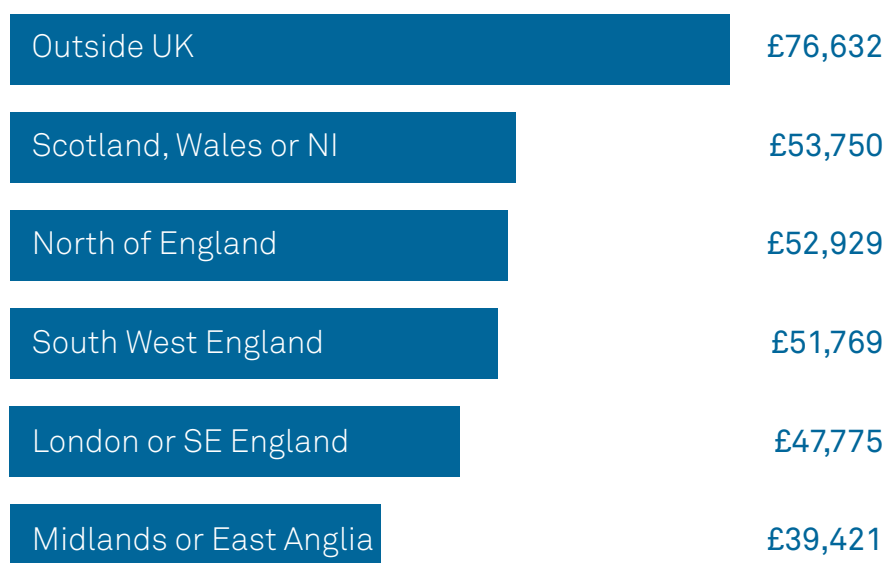 Outside UK £76,632
Scotland, Wales or NI £53,750
North of England £52,929
South West England £51,769
London or SE England £47,775
Midlands or East Anglia £39,421